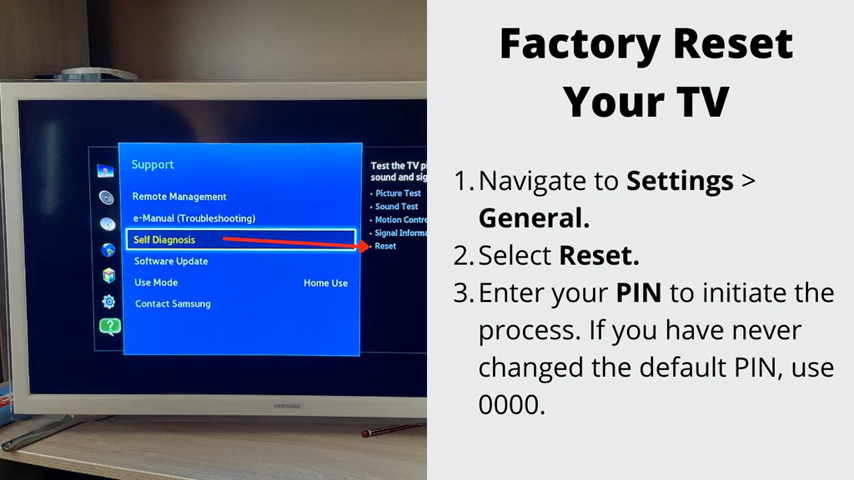 Support
Remote Management
e-Manual (Troubleshooting)
Self Diagnosis
Software Update
Use Mode Home Use
Contact Samsung
Test the TV
sound and
• Picture Test
• Sound Test
• Motion
• Signal
• Reset
SAMSUNG
Factory Reset
Your TV
1. Navigate to Settings >
General.
2. Select Reset.
3. Enter your PIN to initiate the
process. If you have never
changed the default PIN, use
0000.